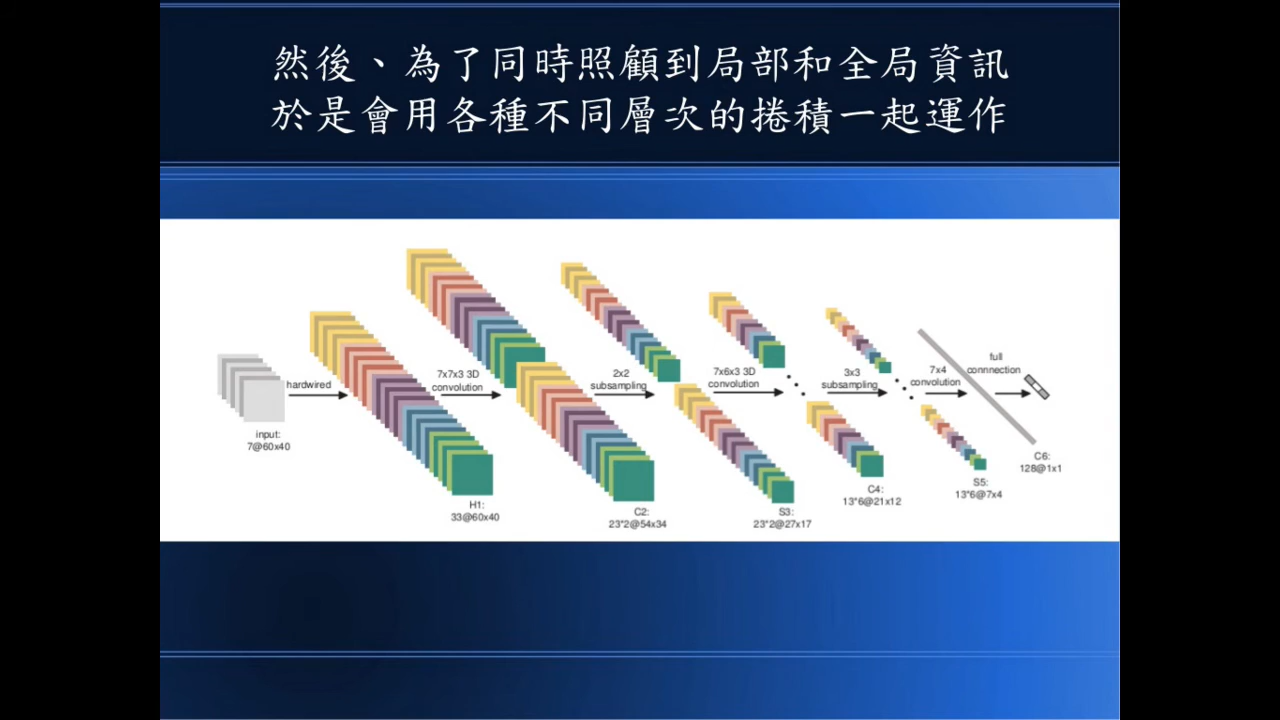 然後、為了同時照顧到局部和全局資訊
於是會用各種不同層次的捲積一起運作
input:
7@60x40
hardwired
H1:
33@60x40
7x7x3 3D
convolution
C2:
23*2@54x34
2x2
subsampling
S3:
23*2@27x17
7x6x3 3D
convolution
C4:
13*6@21x12
3x3
subsampling
S5:
13*6@7x4
7x4
convolution
C6:
128@1x1
full
connnection